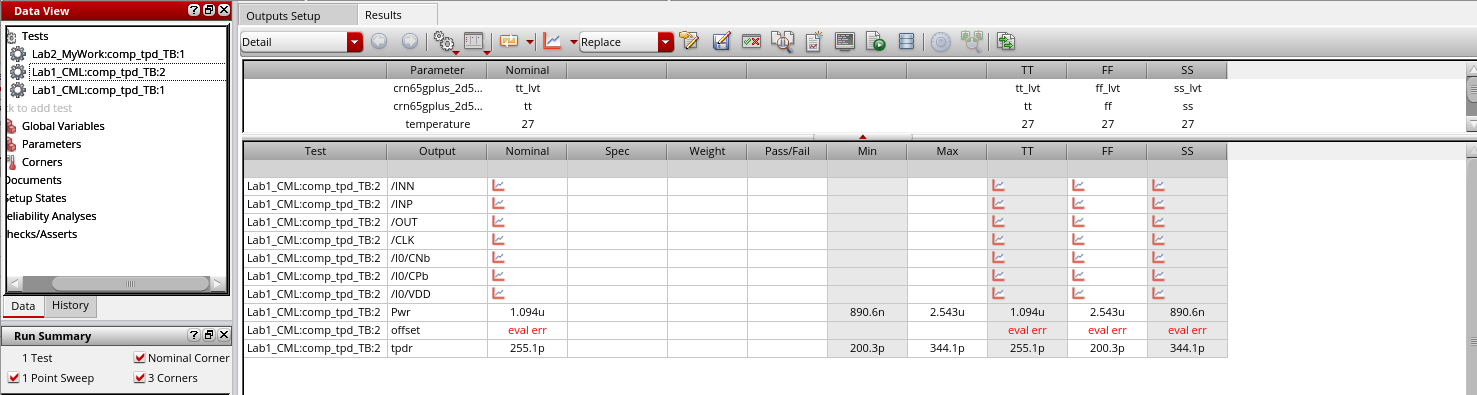 Data View
Tests
Lab2_MyWork:comp_tpd_TB:1
Lab1_CML:comp_tpd_TB:2
Lab1_CML:comp_tpd_TB:1
ck to add test
Global Variables
Parameters
Corners
Documents
Setup States
eliability Analyses
hecks/Asserts
Data History
Run Summary
1 Test Nominal Corner
1 Point Sweep 3 Corners
Outputs Setup Results
Detail Replace
Parameter Nominal TT FF SS
crn65gplus_2d5... tt_lvt tt_lvt ff_lvt ss_lvt
crn65gplus_2d5... tt tt ff ss
temperature 27 27 27 27
Test Output Nominal Spec Weight Pass/Fail Min Max TT FF SS
Lab1_CML:comp_tpd_TB:2 /INN
Lab1_CML:comp_tpd_TB:2 /INP
Lab1_CML:comp_tpd_TB:2 /OUT
Lab1_CML:comp_tpd_TB:2 /CLK
Lab1_CML:comp_tpd_TB:2 /I0/CNb
Lab1_CML:comp_tpd_TB:2 /I0/CPb
Lab1_CML:comp_tpd_TB:2 /I0/VDD
Lab1_CML:comp_tpd_TB:2 Pwr 1.094u 890.6n 2.543u 1.094u 2.543u 890.6n
Lab1_CML:comp_tpd_TB:2 offset eval err eval err eval err eval err
Lab1_CML:comp_tpd_TB:2 tpdr 255.1p 200.3p 344.1p 255.1p 200.3p 344.1p